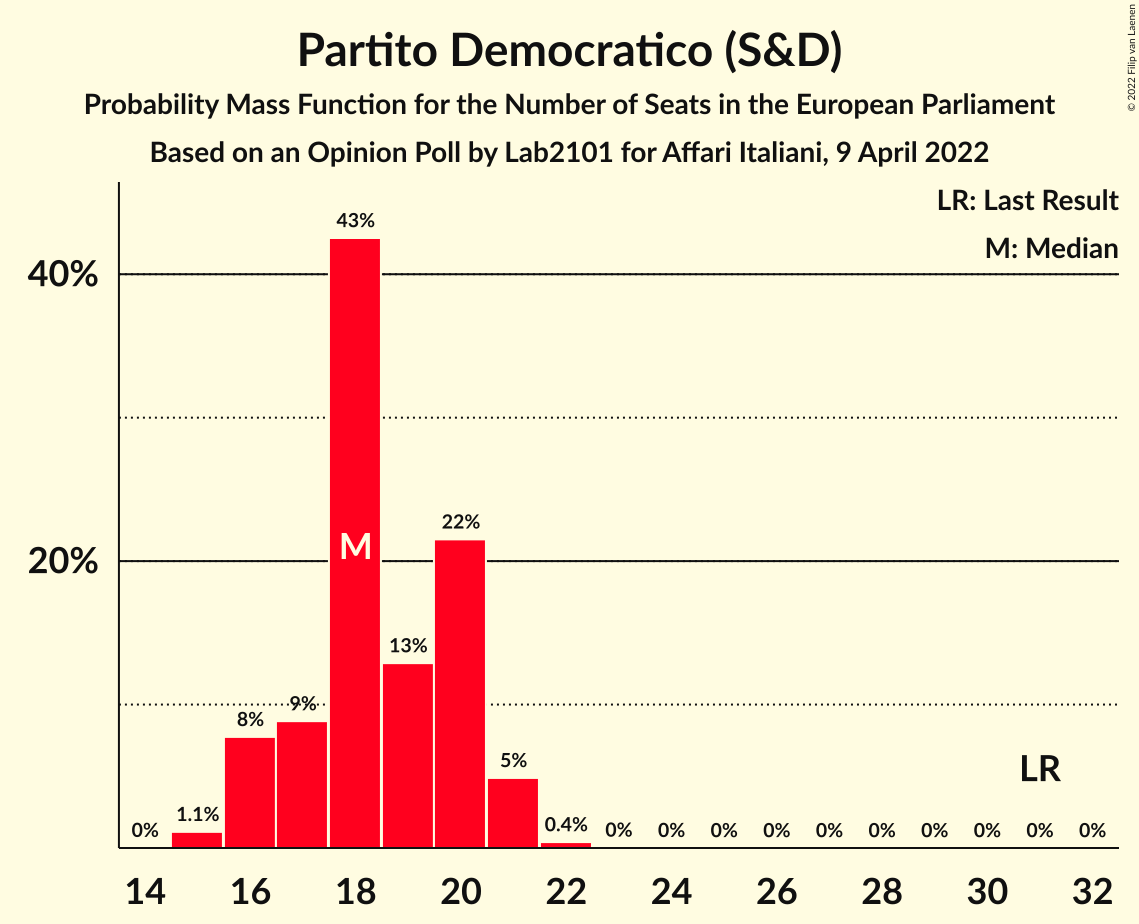 Partito Democratico (S&D)
Probability Mass Function for the Number of Seats in the European Parliament
Based on an Opinion Poll by Lab2101 for Affari Italiani, 9 April 2022
© 2022 Filip van Laenen
LR: Last Result
M: Median
40%
20%
0% 1.1% 8% 9% 43% 13% 22% 5% 0.4% 0% 0% 0% 0% 0% 0% 0% 0% 0% 0%
M
LR
14 16 18 20 22 24 26 28 30 32